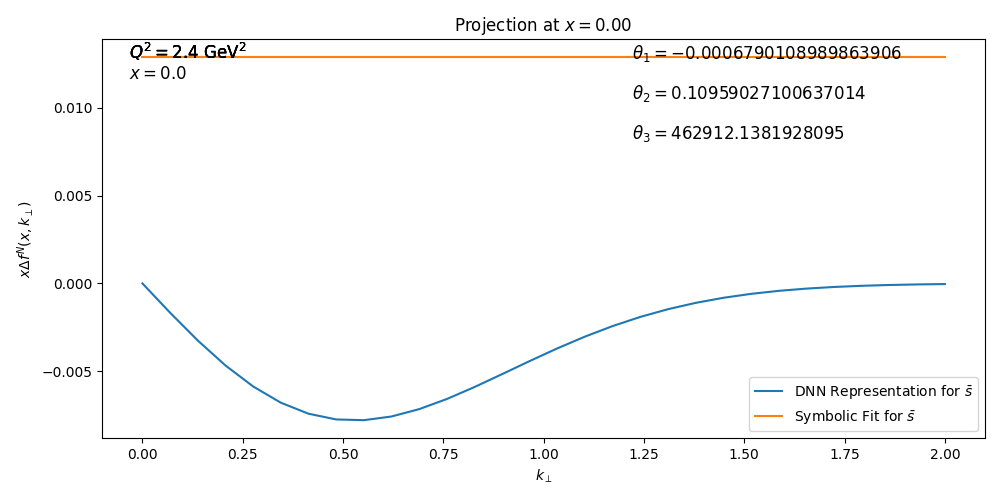 Projection at x = 0.00
Q² = 2.4 GeV²
x = 0.0
θ₁ = −0.0006790108989863906
θ₂ = 0.10959027100637014
θ₃ = 462912.1381928095
0.010
0.005
0.000
−0.005
xΔf^N(x, k⊥)
0.00 0.25 0.50 0.75 1.00 1.25 1.50 1.75 2.00
k⊥
DNN Representation for s̄
Symbolic Fit for s̄